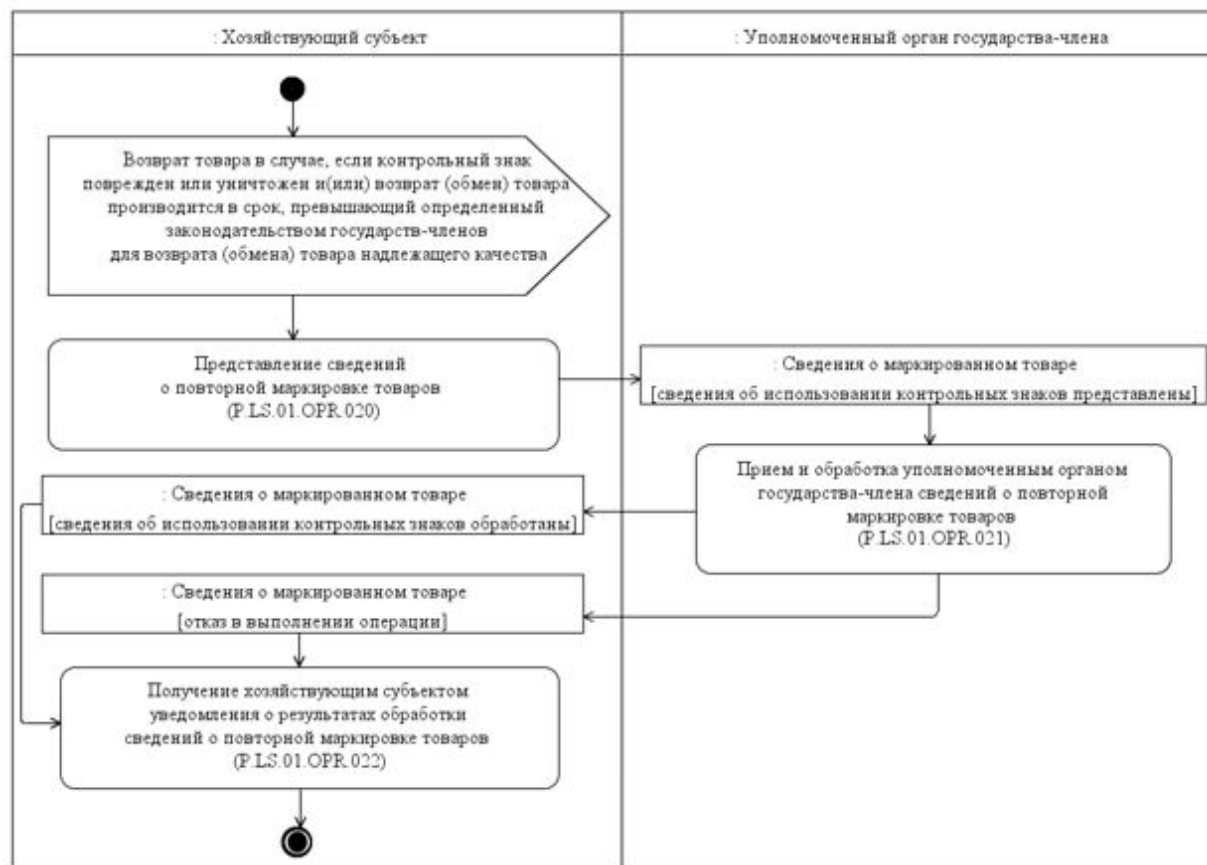 : Хозяйствующий субъект
: Уполномоченный орган государства-члена
Возврат товара в случае, если контрольный знак
поврежден или уничтожен и(или) возврат (обмен) товара
производится в срок, превышающий определенный
законодательством государств-членов
для возврата (обмена) товара надлежащего качества
Представление сведений
о повторной маркировке товаров
(P.LS.01.OPR.020)
: Сведения о маркированном товаре
[сведения об использовании контрольных знаков представлены]
Прием и обработка уполномоченным органом
государства-члена сведений о повторной
маркировке товаров
(P.LS.01.OPR.021)
: Сведения о маркированном товаре
[сведения об использовании контрольных знаков обработаны]
: Сведения о маркированном товаре
[отказ в выполнении операции]
Получение хозяйствующим субъектом
уведомления о результатах обработки
сведений о повторной маркировке товаров
(P.LS.01.OPR.022)